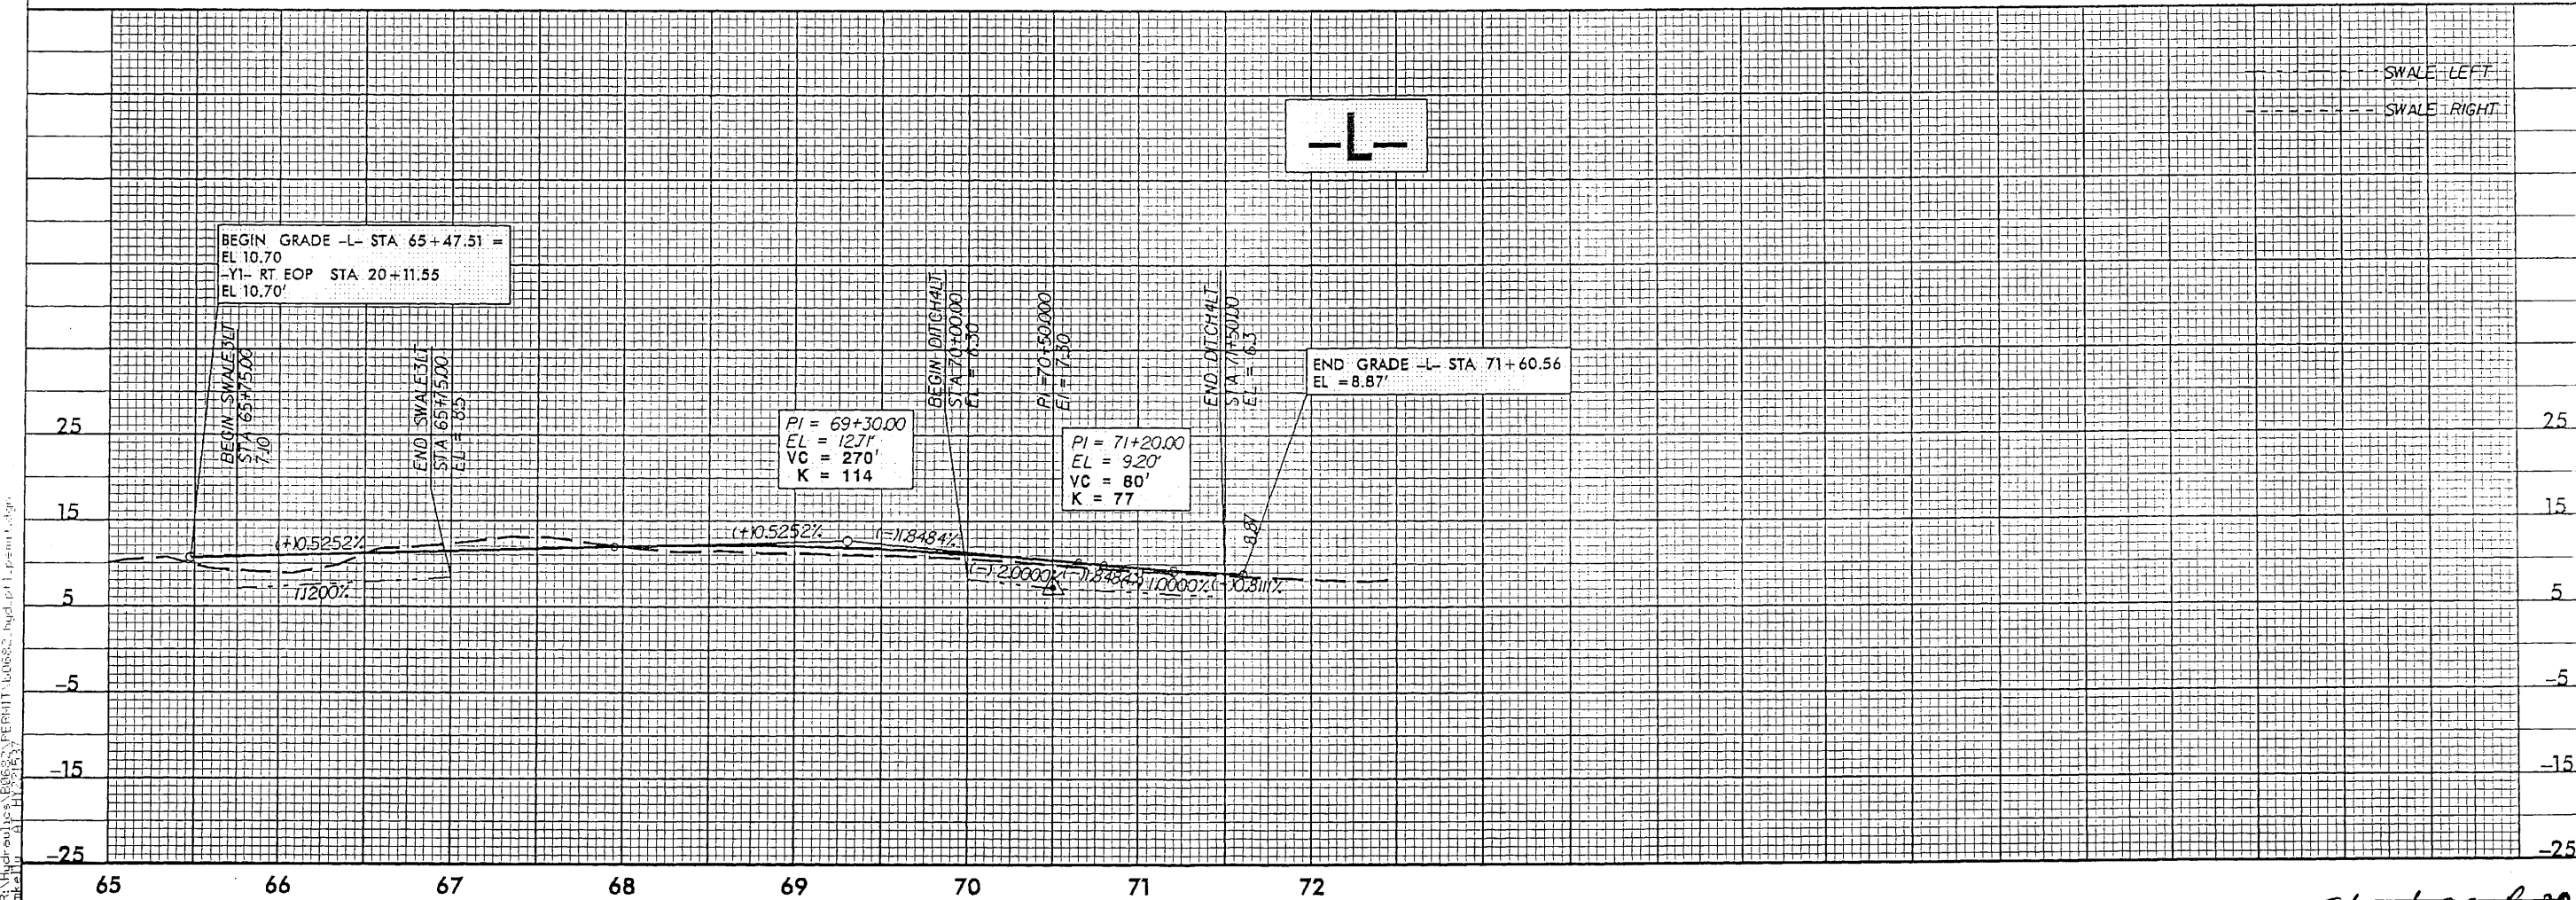 SWALE LEFT
SWALE RIGHT
-L-
BEGIN GRADE -L- STA 65+47.51 =
EL 10.70
-Y1- RT EOP STA 20+11.55
EL 10.70'
BEGIN SWALE3LT
STA 65+75.00
7.10'
END SWALE3LT
STA 65+75.00
EL = 8.5
PI = 69+30.00
EL = 12.71'
VC = 270'
K = 114
BEGIN DITCH4LT
STA 70+00.00
EL = 8.30
PI=70+50.000
El = 7.30
PI = 71+20.00
EL = 9.20'
VC = 80'
K = 77
END DITCH4LT
STA 71+50.00
EL = 6.3
END GRADE -L- STA 71+60.56
EL =8.87'
(+)0.5252%
(+)0.5252%
(-)1.8484%
8.87
1.1200%
(-) 2.0000%
(-)1.8484%
1.0000%
(-)0.8111%
25
15
5
-5
-15
-25
25
15
5
-5
-15
-25
65
66
67
68
69
70
71
72